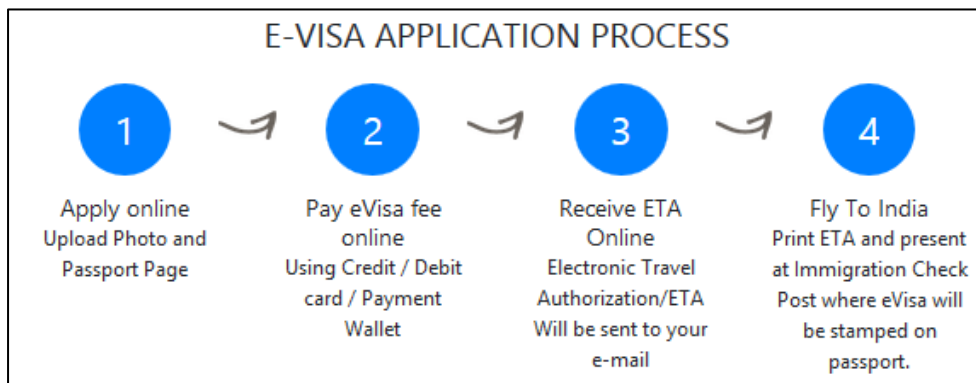 E-VISA APPLICATION PROCESS
1
Apply online
Upload Photo and
Passport Page
2
Pay eVisa fee
online
Using Credit / Debit
card / Payment
Wallet
3
Receive ETA
Online
Electronic Travel
Authorization/ETA
Will be sent to your
e-mail
4
Fly To India
Print ETA and present
at Immigration Check
Post where eVisa will
be stamped on
passport.